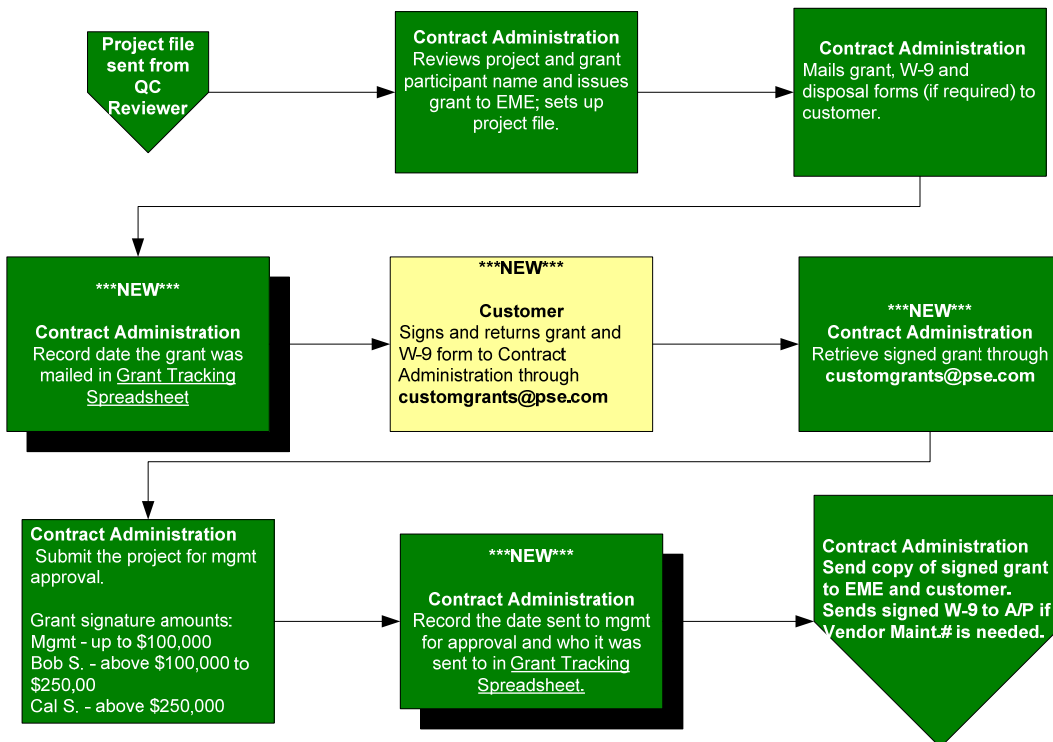 Project file
sent from
QC
Reviewer
Contract Administration
Reviews project and grant
participant name and issues
grant to EME; sets up
project file.
Contract Administration
Mails grant, W-9 and
disposal forms (if required) to
customer.
***NEW***
Contract Administration
Record date the grant was
mailed in Grant Tracking
Spreadsheet
***NEW***
Customer
Signs and returns grant and
W-9 form to Contract
Administration through
customgrants@pse.com
***NEW***
Contract Administration
Retrieve signed grant through
customgrants@pse.com
Contract Administration
Submit the project for mgmt
approval.
Grant signature amounts:
Mgmt - up to $100,000
Bob S. - above $100,000 to
$250,00
Cal S. - above $250,000
***NEW***
Contract Administration
Record the date sent to mgmt
for approval and who it was
sent to in Grant Tracking
Spreadsheet.
Contract Administration
Send copy of signed grant
to EME and customer.
Sends signed W-9 to A/P if
Vendor Maint.# is needed.